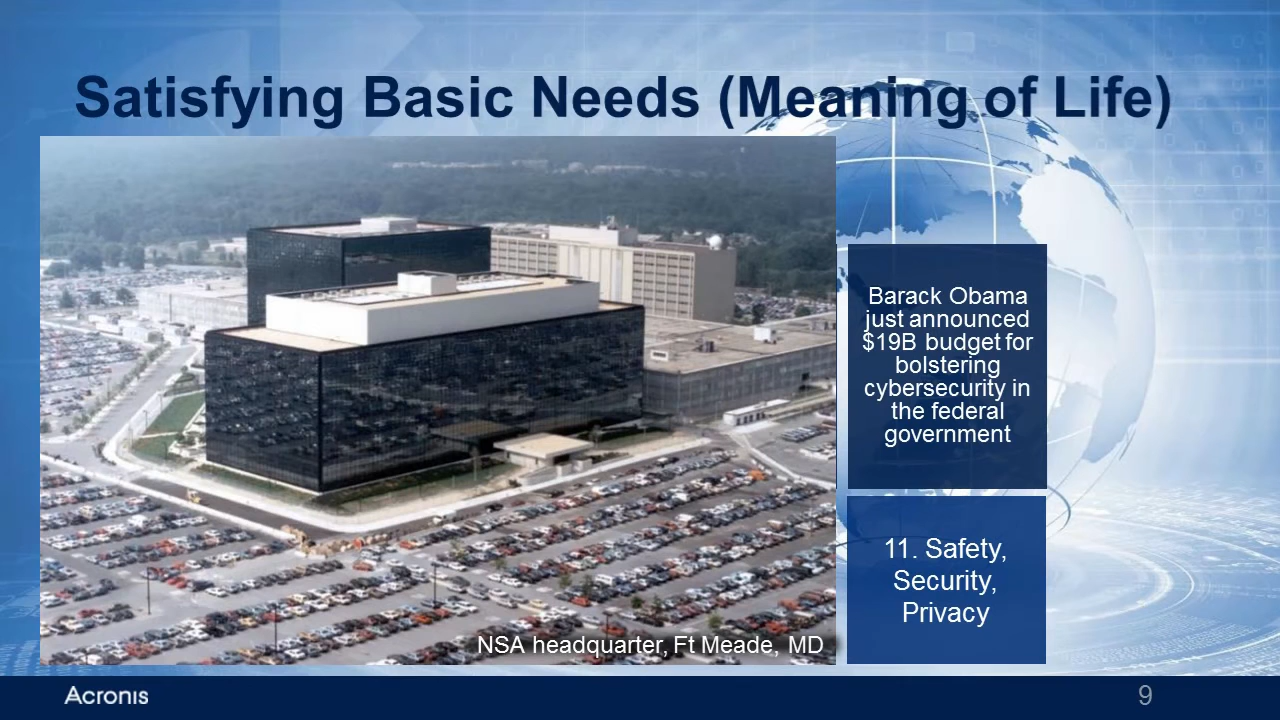 Satisfying Basic Needs (Meaning of Life)
Barack Obama
just announced
$19B budget for
bolstering
cybersecurity in
the federal
government
11. Safety,
Security,
Privacy
NSA headquarter, Ft Meade, MD
Acronis
9